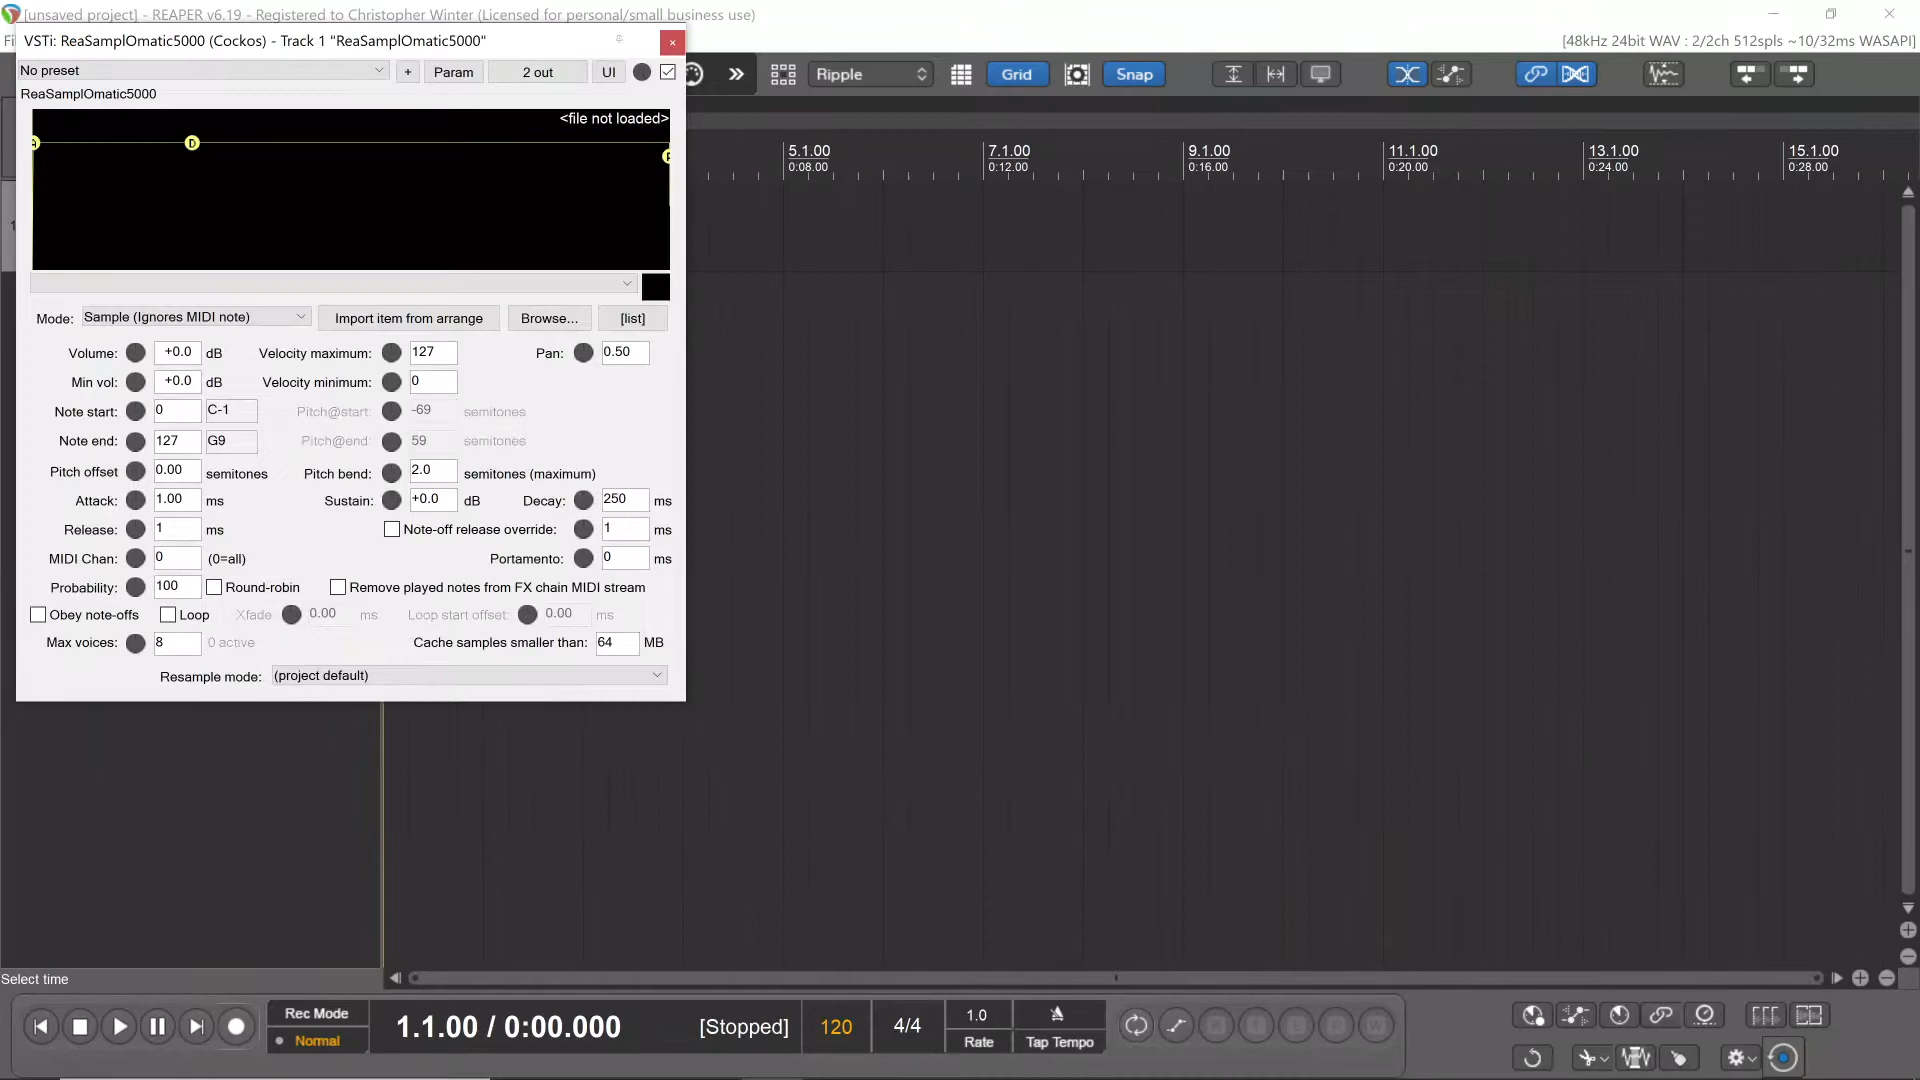 [unsaved project] - REAPER v6.19 - Registered to Christopher Winter (Licensed for personal/small business use)
VSTi: ReaSamplOmatic5000 (Cockos) - Track 1 "ReaSamplOmatic5000"
[48kHz 24bit WAV : 2/2ch 512spls ~10/32ms WASAPI]
No preset
+
Param
2 out
UI
Ripple
Grid
Snap
ReaSamplOmatic5000
<file not loaded>
D
5.1.00
0:08.00
7.1.00
0:12.00
9.1.00
0:16.00
11.1.00
0:20.00
13.1.00
0:24.00
15.1.00
0:28.00
1
Mode: Sample (Ignores MIDI note)
Import item from arrange
Browse...
[list]
Volume: +0.0 dB Velocity maximum: 127 Pan: 0.50
Min vol: +0.0 dB Velocity minimum: 0
Note start: 0 C-1 Pitch@start: -69 semitones
Note end: 127 G9 Pitch@end: 59 semitones
Pitch offset 0.00 semitones Pitch bend: 2.0 semitones (maximum)
Attack: 1.00 ms Sustain: +0.0 dB Decay: 250 ms
Release: 1 ms Note-off release override: 1 ms
MIDI Chan: 0 (0=all) Portamento: 0 ms
Probability: 100 Round-robin Remove played notes from FX chain MIDI stream
Obey note-offs Loop Xfade 0.00 ms Loop start offset: 0.00 ms
Max voices: 8 0 active Cache samples smaller than: 64 MB
Resample mode: (project default)
Select time
Rec Mode
Normal
1.1.00 / 0:00.000
[Stopped]
120
4/4
1.0
Rate
Tap Tempo